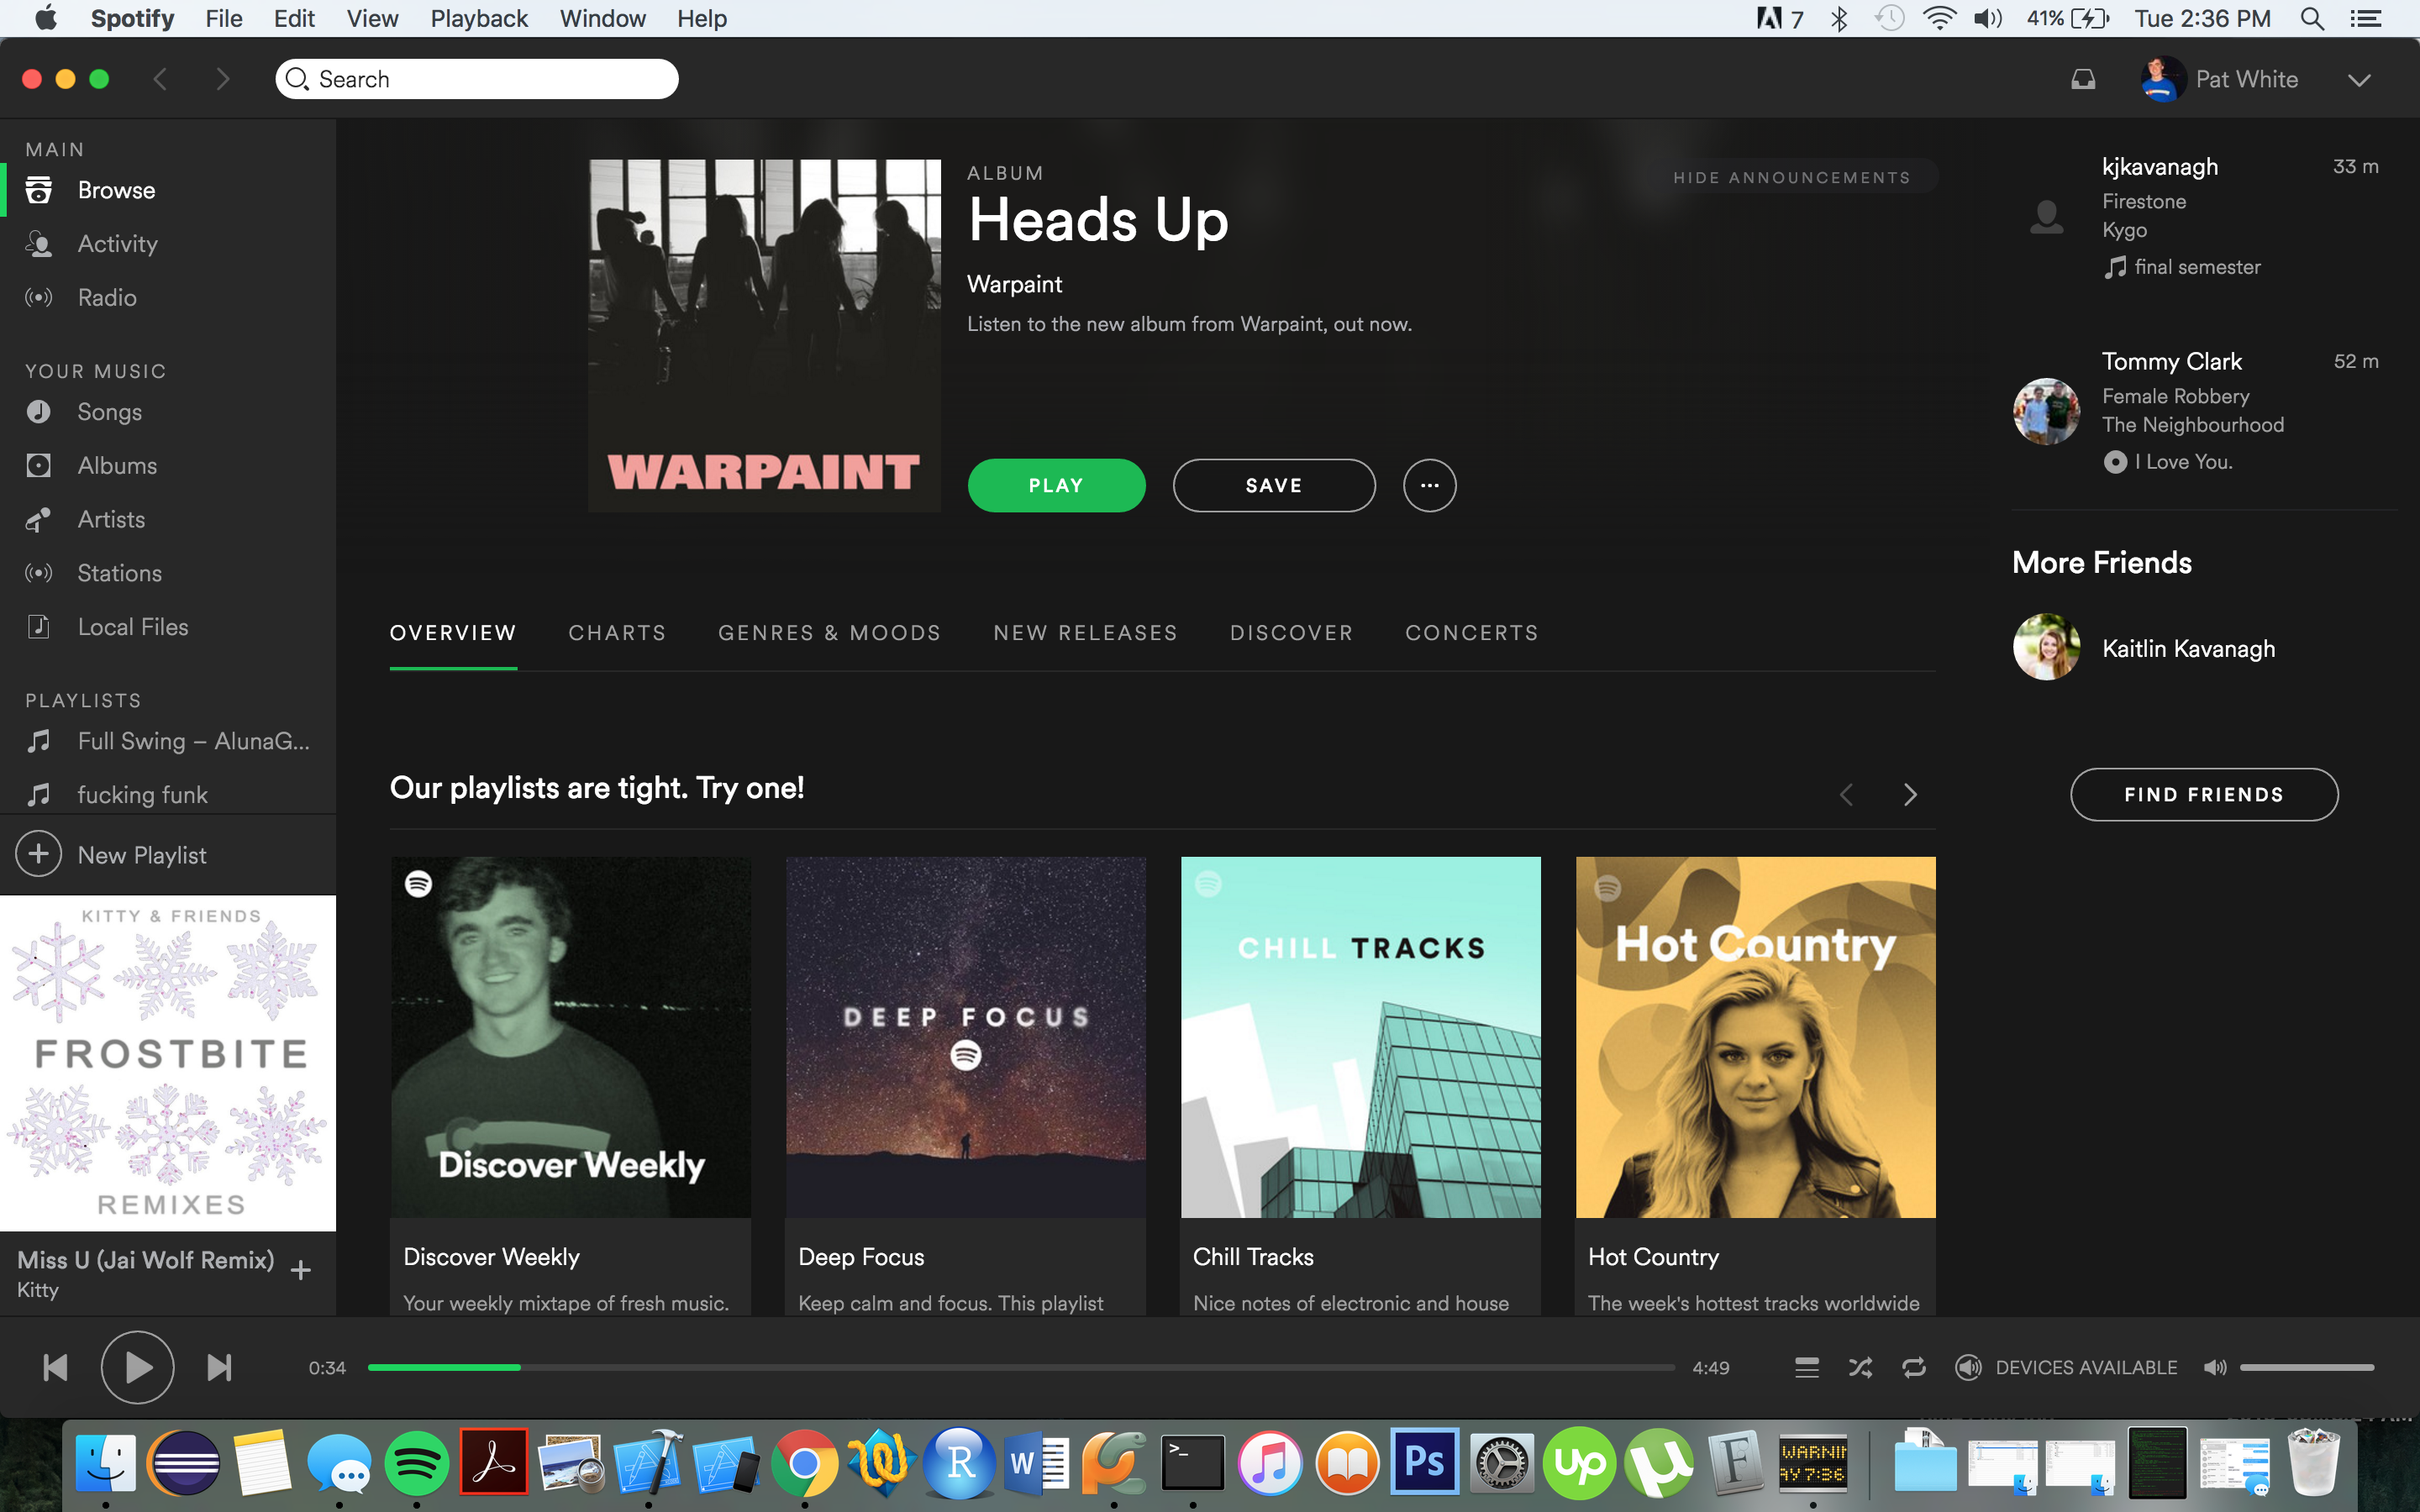 Spotify File Edit View Playback Window Help
7 41% Tue 2:36 PM
Search
Pat White
MAIN
Browse
Activity
Radio
YOUR MUSIC
Songs
Albums
Artists
Stations
Local Files
PLAYLISTS
Full Swing – AlunaG...
fucking funk
New Playlist
KITTY & FRIENDS
FROSTBITE
REMIXES
Miss U (Jai Wolf Remix)
Kitty
WARPAINT
ALBUM
Heads Up
Warpaint
Listen to the new album from Warpaint, out now.
PLAY SAVE
HIDE ANNOUNCEMENTS
OVERVIEW CHARTS GENRES & MOODS NEW RELEASES DISCOVER CONCERTS
Our playlists are tight. Try one!
Discover Weekly
DEEP FOCUS
CHILL TRACKS
Hot Country
Discover Weekly
Your weekly mixtape of fresh music.
Deep Focus
Keep calm and focus. This playlist
Chill Tracks
Nice notes of electronic and house
Hot Country
The week's hottest tracks worldwide
kjkavanagh 33 m
Firestone
Kygo
final semester
Tommy Clark 52 m
Female Robbery
The Neighbourhood
I Love You.
More Friends
Kaitlin Kavanagh
FIND FRIENDS
0:34 4:49
DEVICES AVAILABLE
R
W
>_
Ps
up
µ
F
WARNIN
7:36